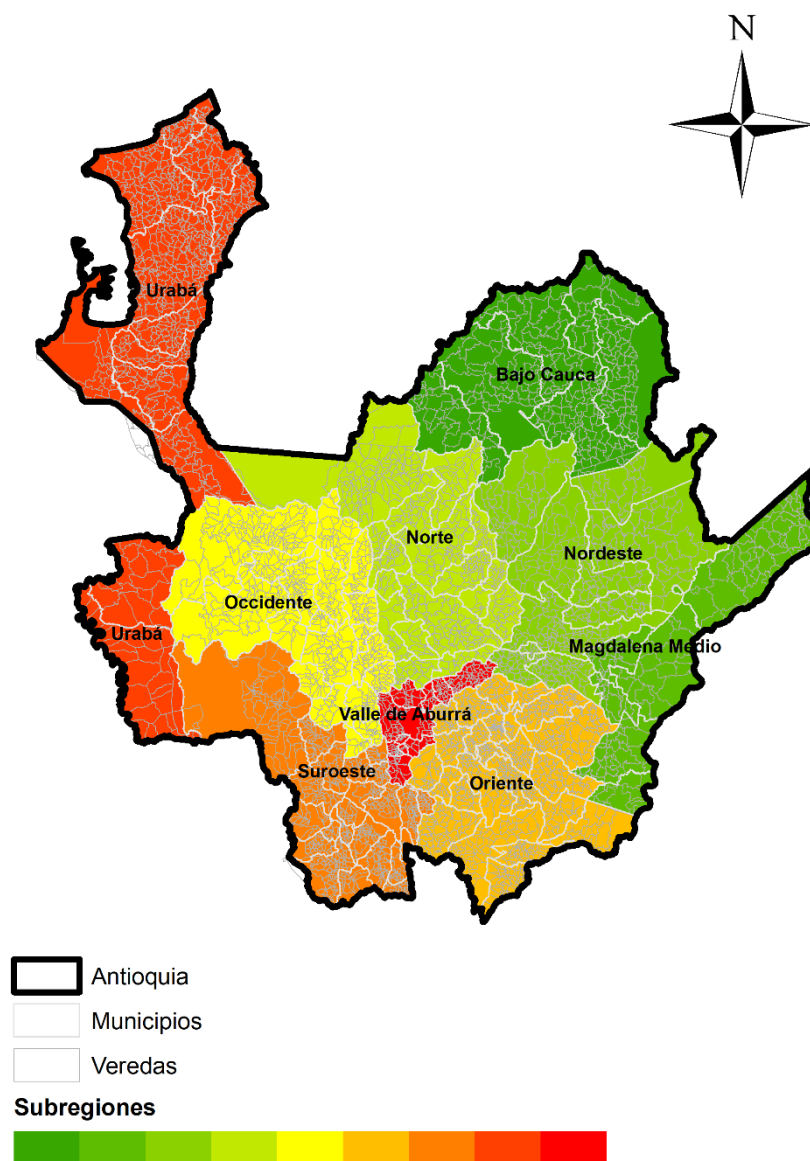 N
Urabá
Bajo Cauca
Norte
Nordeste
Occidente
Urabá
Magdalena Medio
Valle de Aburrá
Suroeste
Oriente
Antioquia
Municipios
Veredas
Subregiones